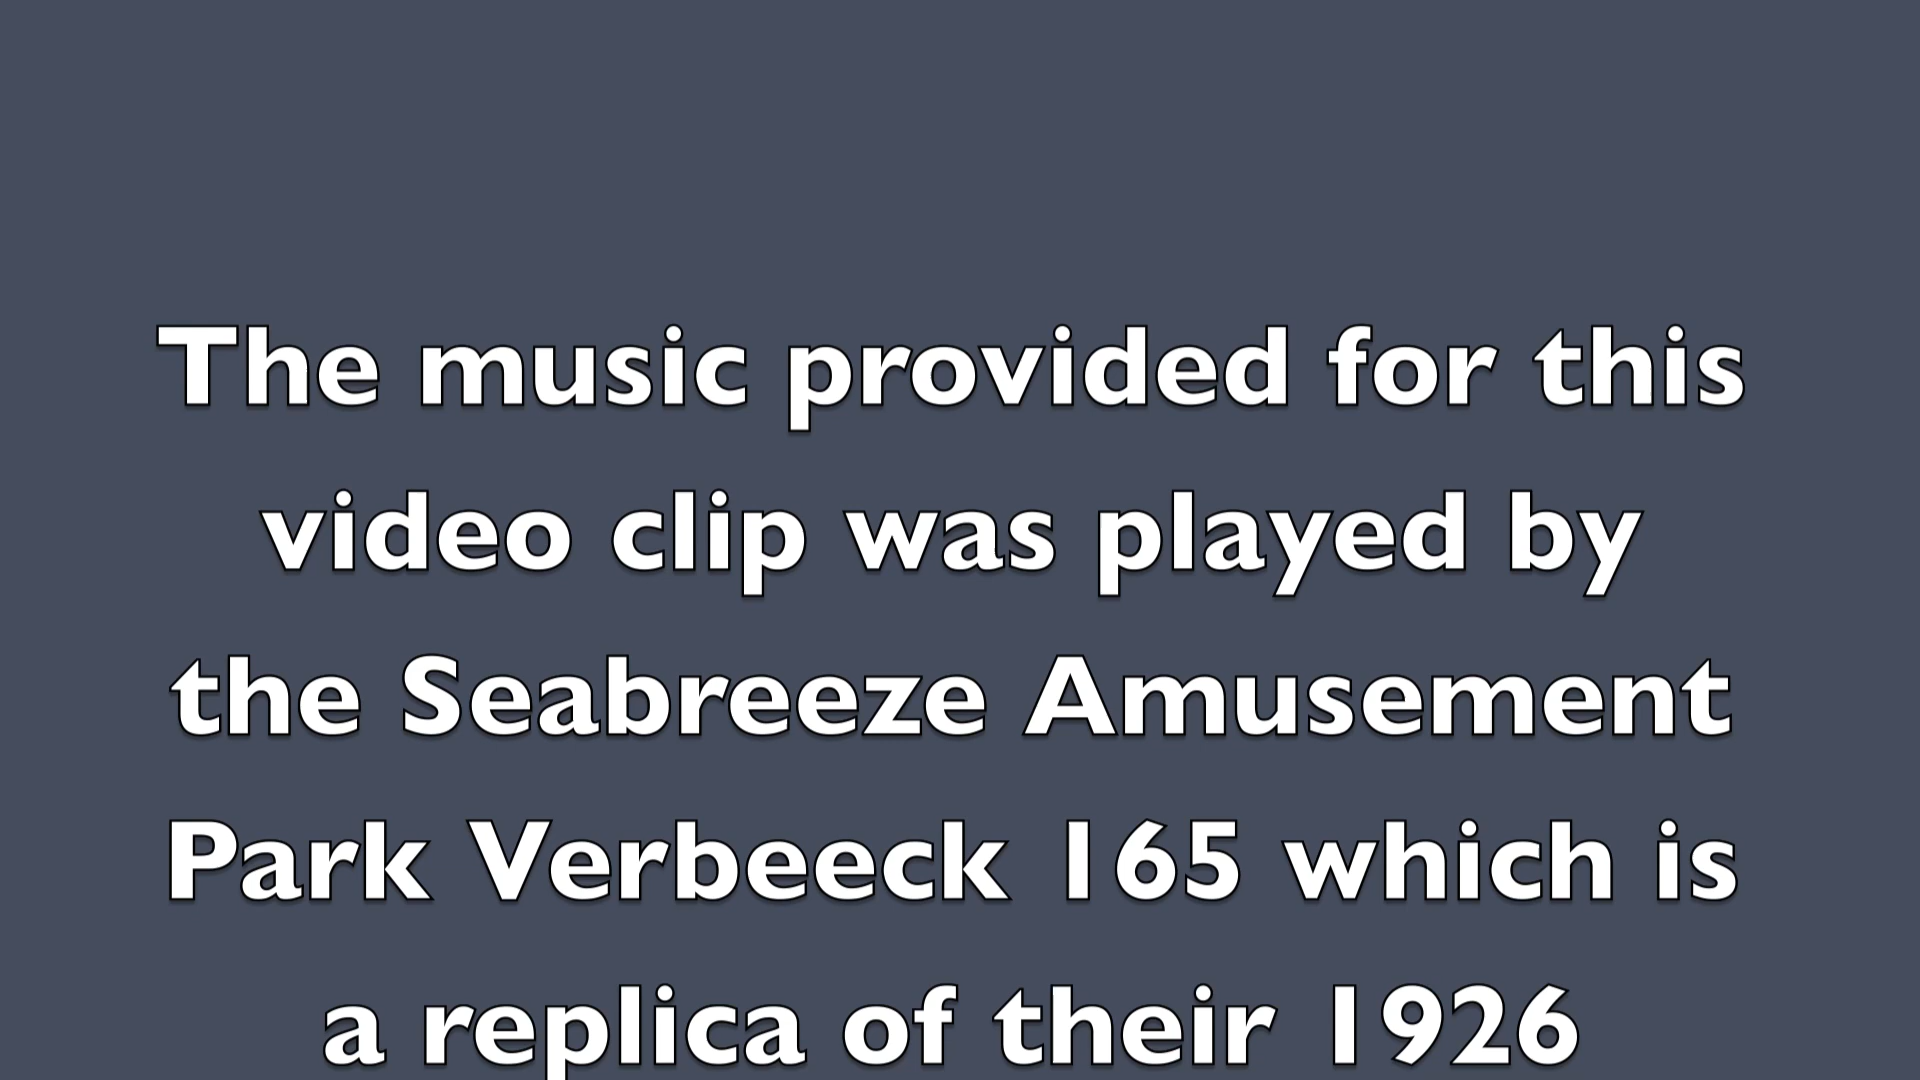 The music provided for this
video clip was played by
the Seabreeze Amusement
Park Verbeeck 165 which is
a replica of their 1926